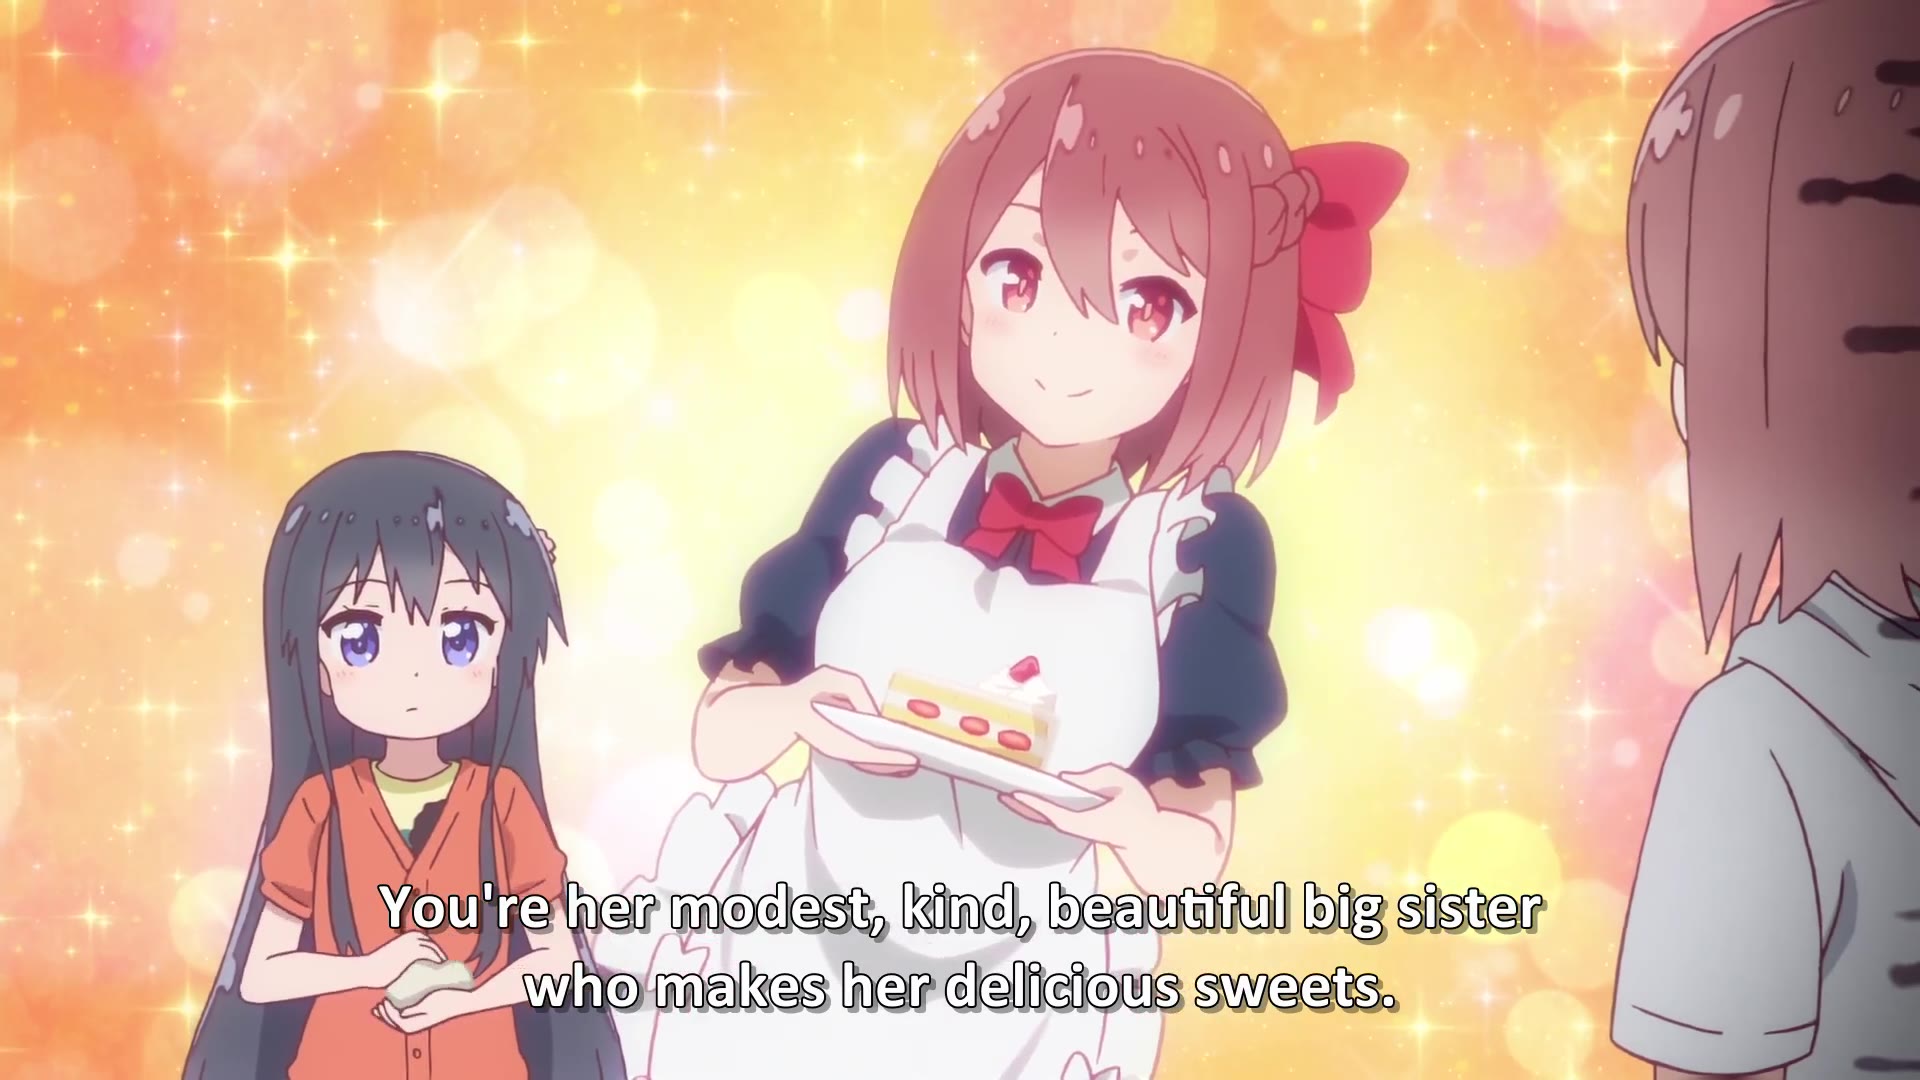 You're her modest, kind, beautiful big sister
who makes her delicious sweets.